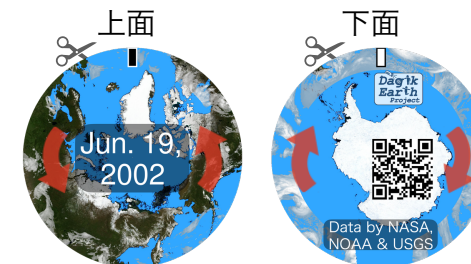 上面
下面
Jun. 19,
2002
Dagik
Earth
Project
Data by NASA,
NOAA & USGS